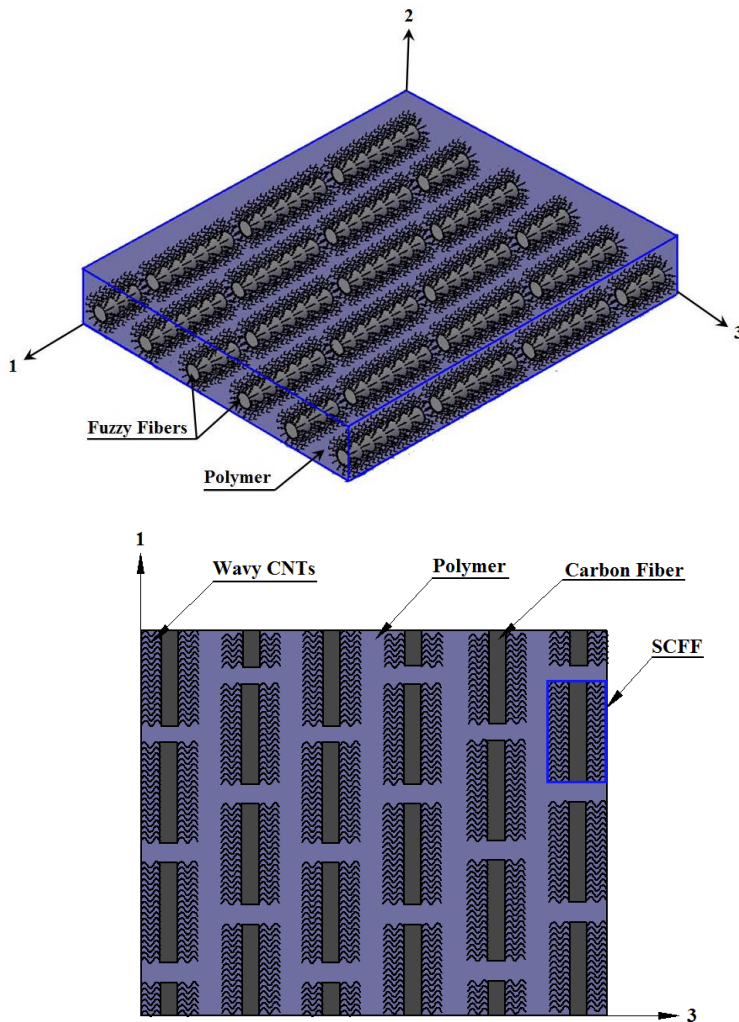 2
1
3
Fuzzy Fibers
Polymer
1
Wavy CNTs
Polymer
Carbon Fiber
SCFF
3